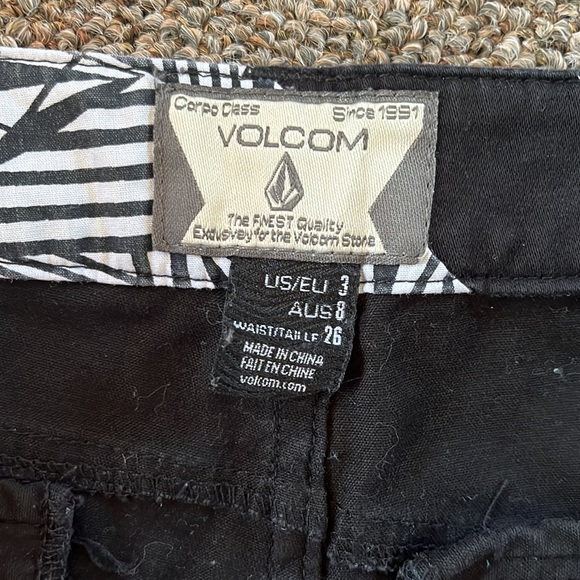 Corpo Class Since 1991
VOLCOM
The FINEST Quality
Exclusively for the Volcom Stone
US/EU 3
AUS 8
WAIST/TAILLE 26
MADE IN CHINA
FAIT EN CHINE
volcom.com